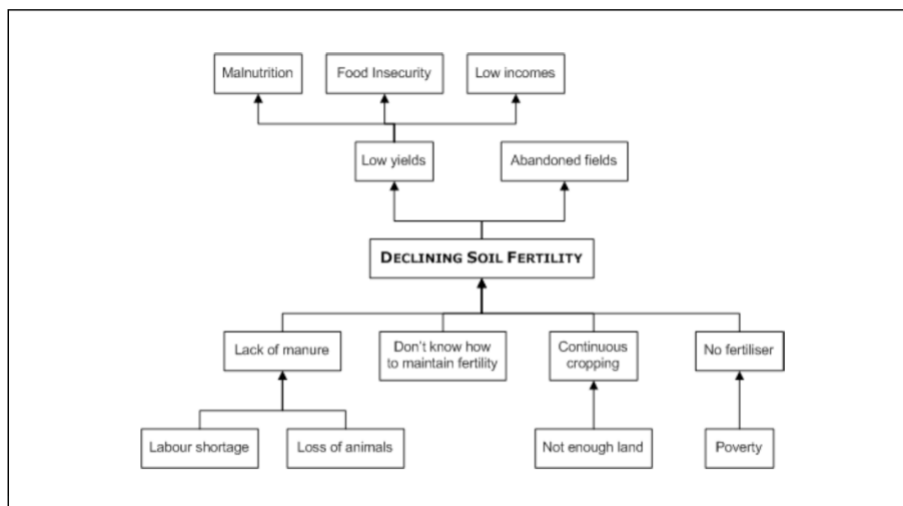 Malnutrition
Food Insecurity
Low incomes
Low yields
Abandoned fields
DECLINING SOIL FERTILITY
Lack of manure
Don't know how
to maintain fertility
Continuous
cropping
No fertiliser
Labour shortage
Loss of animals
Not enough land
Poverty